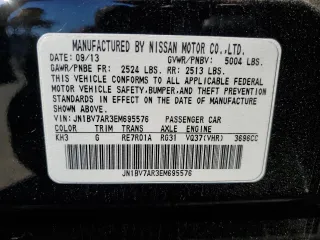 MANUFACTURED BY NISSAN MOTOR CO.,LTD.
DATE: 09/13 GVWR/PNBV: 5004 LBS.
GAWR/PNBE FR: 2524 LBS. RR: 2513 LBS.
THIS VEHICLE CONFORMS TO ALL APPLICABLE FEDERAL
MOTOR VEHICLE SAFETY,BUMPER,AND THEFT PREVENTION
STANDARDS IN EFFECT ON THE DATE OF MANUFACTURE
SHOWN ABOVE.
VIN: JN1BV7AR3EM695576 PASSENGER CAR
COLOR TRIM TRANS AXLE ENGINE
KH3 G RE7R01A RG31 VQ37(VHR) 3696CC
JN1BV7AR3EM695576